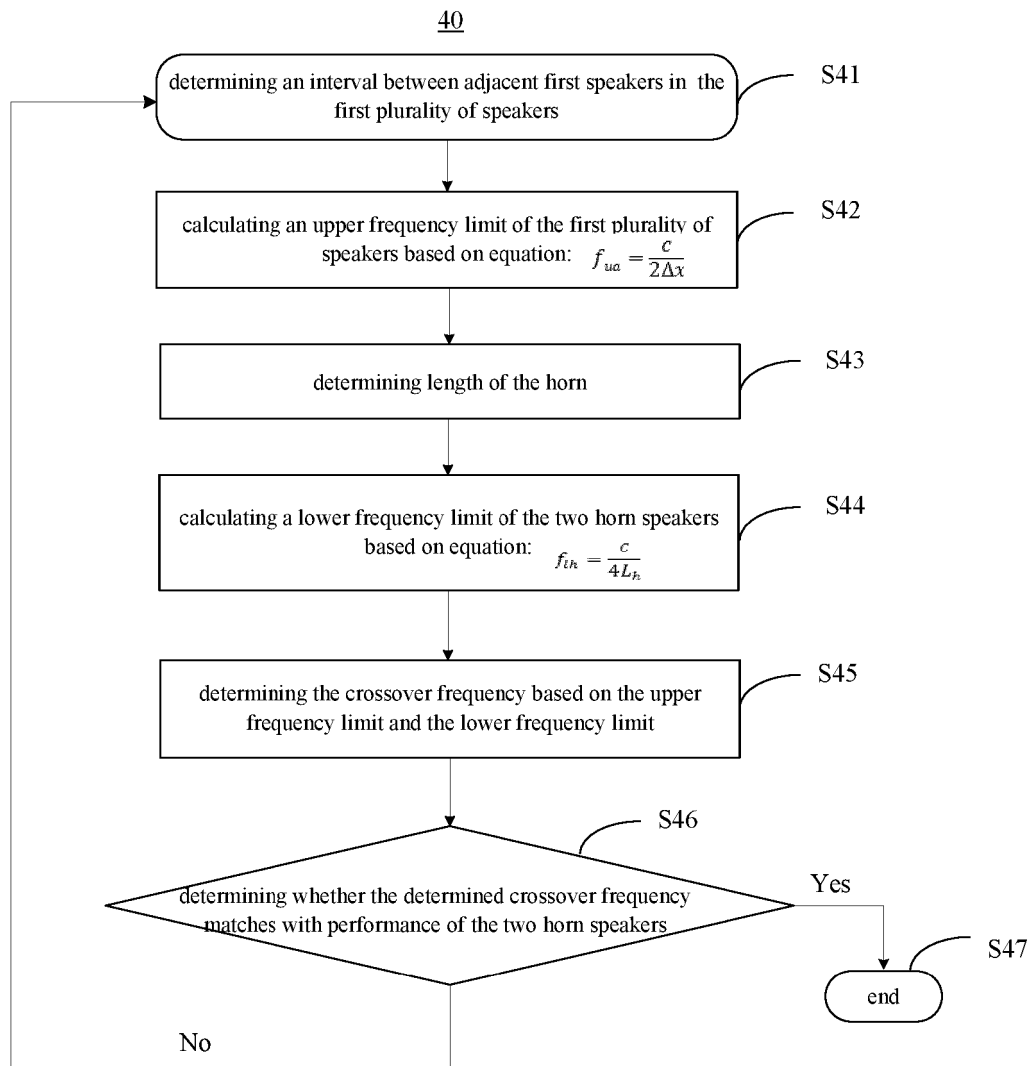 40
determining an interval between adjacent first speakers in the
first plurality of speakers
S41
calculating an upper frequency limit of the first plurality of
speakers based on equation: f_ua = c / 2Δx
S42
determining length of the horn
S43
calculating a lower frequency limit of the two horn speakers
based on equation: f_lh = c / 4L_h
S44
determining the crossover frequency based on the upper
frequency limit and the lower frequency limit
S45
determining whether the determined crossover frequency
matches with performance of the two horn speakers
S46
Yes
S47
end
No